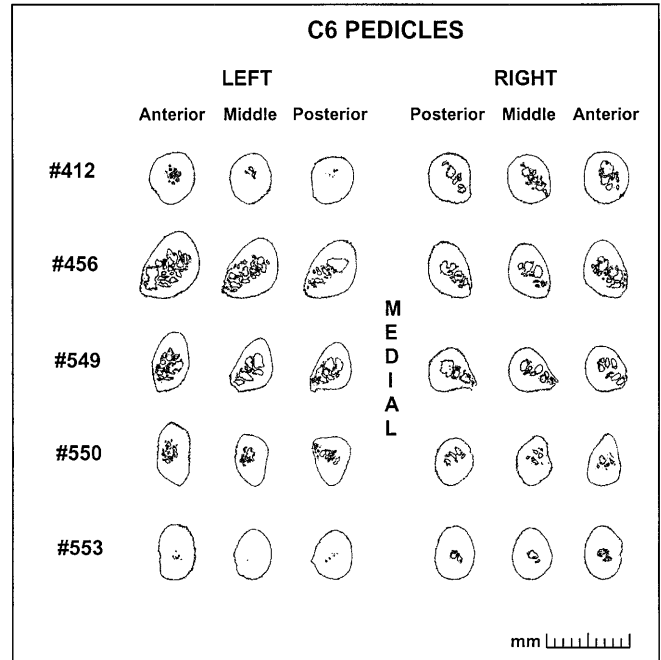 C6 PEDICLES
LEFT RIGHT
Anterior Middle Posterior Posterior Middle Anterior
#412
#456
#549
#550
#553
M
E
D
I
A
L
mm